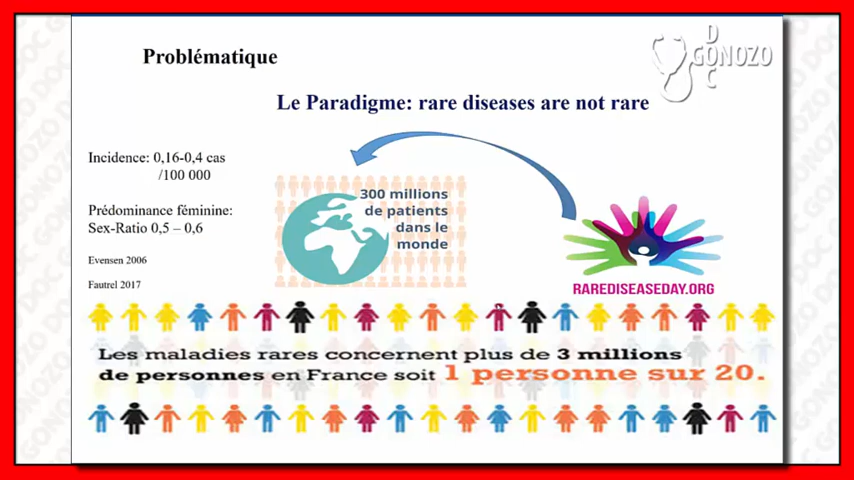 Problématique
DOC
GONOZO
Le Paradigme: rare diseases are not rare
Incidence: 0,16-0,4 cas
/100 000
Prédominance féminine:
Sex-Ratio 0,5 – 0,6
Evensen 2006
Fautrel 2017
300 millions
de patients
dans le
monde
RAREDISEASEDAY.ORG
Les maladies rares concernent plus de 3 millions
de personnes en France soit 1 personne sur 20.